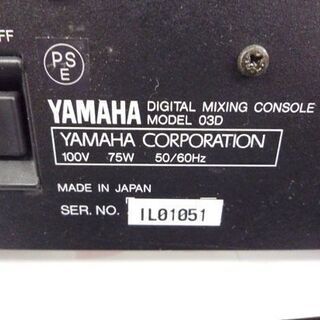 FF
PS
E
YAMAHA DIGITAL MIXING CONSOLE
MODEL 03D
YAMAHA CORPORATION
100V 75W 50/60Hz
MADE IN JAPAN
SER. NO. IL01051